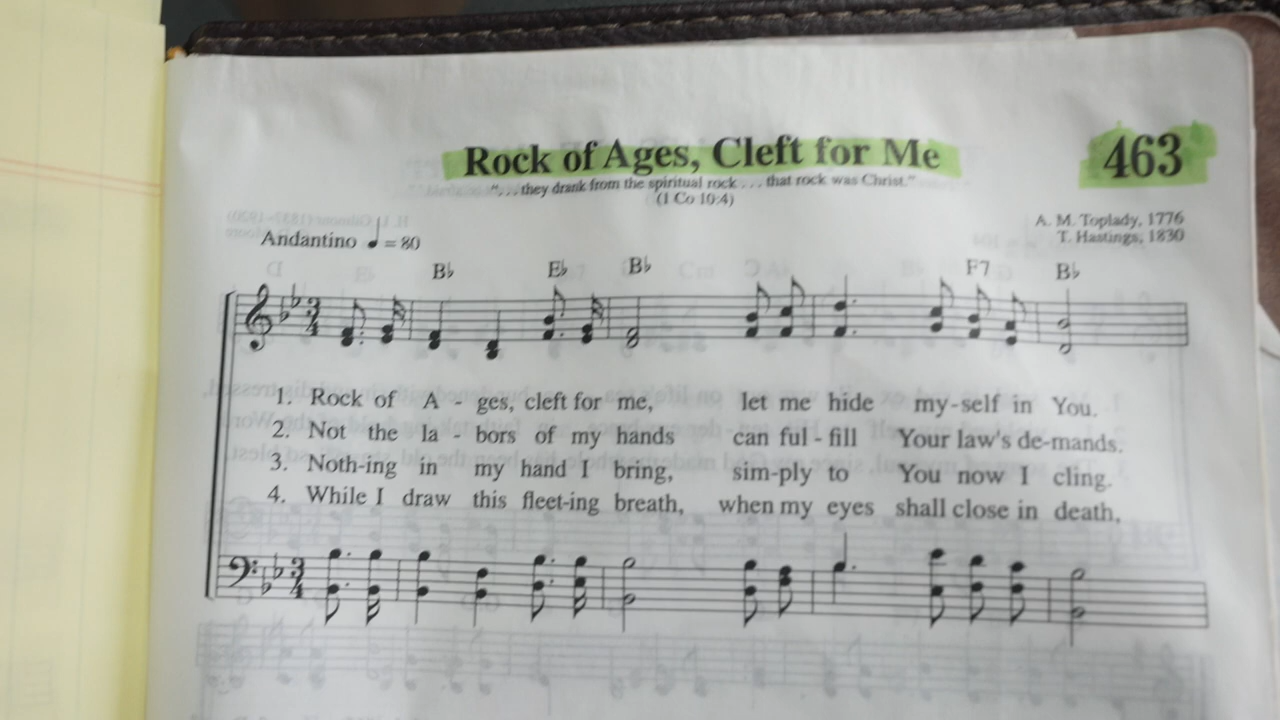 Rock of Ages, Cleft for Me
463
"... they drank from the spiritual rock ... that rock was Christ."
(1 Co 10:4)
A. M. Toplady, 1776
T. Hastings, 1830
Andantino ♩ = 80
B♭ E♭ B♭ F7 B♭
3/4
1. Rock of A - ges, cleft for me, let me hide my - self in You.
2. Not the la - bors of my hands can ful - fill Your law's de-mands.
3. Noth-ing in my hand I bring, sim-ply to You now I cling.
4. While I draw this fleet-ing breath, when my eyes shall close in death,
3/4